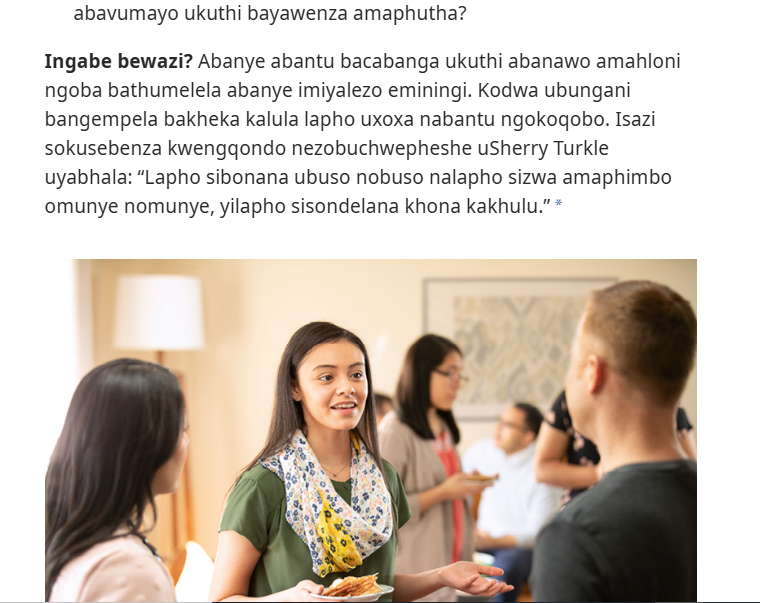 abavumayo ukuthi bayawenza amaphutha?
Ingabe bewazi? Abanye abantu bacabanga ukuthi abanawo amahloni
ngoba bathumelela abanye imiyalezo eminingi. Kodwa ubungani
bangempela bakheka kalula lapho uxoxa nabantu ngokoqobo. Isazi
sokusebenza kwengqondo nezobuchwepheshe uSherry Turkle
uyabhala: “Lapho sibonana ubuso nobuso nalapho sizwa amaphimbo
omunye nomunye, yilapho sisondelana khona kakhulu.” *